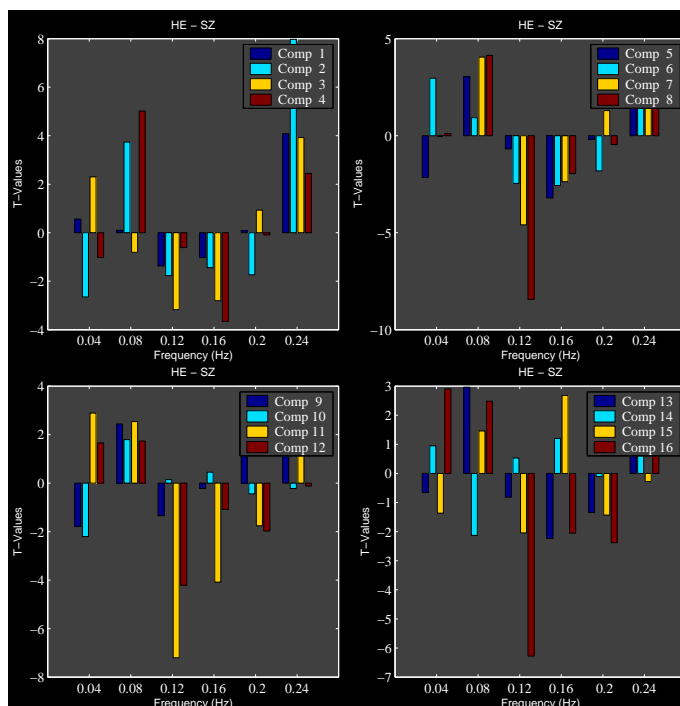 HE − SZ
8
6
4
2
0
−2
−4
T−Values
0.04 0.08 0.12 0.16 0.2 0.24
Frequency (Hz)
Comp 1
Comp 2
Comp 3
Comp 4
HE − SZ
5
0
−5
−10
0.04 0.08 0.12 0.16 0.2 0.24
Frequency (Hz)
Comp 5
Comp 6
Comp 7
Comp 8
HE − SZ
4
2
0
−2
−4
−6
−8
T−Values
0.04 0.08 0.12 0.16 0.2 0.24
Frequency (Hz)
Comp 9
Comp 10
Comp 11
Comp 12
HE − SZ
3
2
1
0
−1
−2
−3
−4
−5
−6
−7
0.04 0.08 0.12 0.16 0.2 0.24
Frequency (Hz)
Comp 13
Comp 14
Comp 15
Comp 16